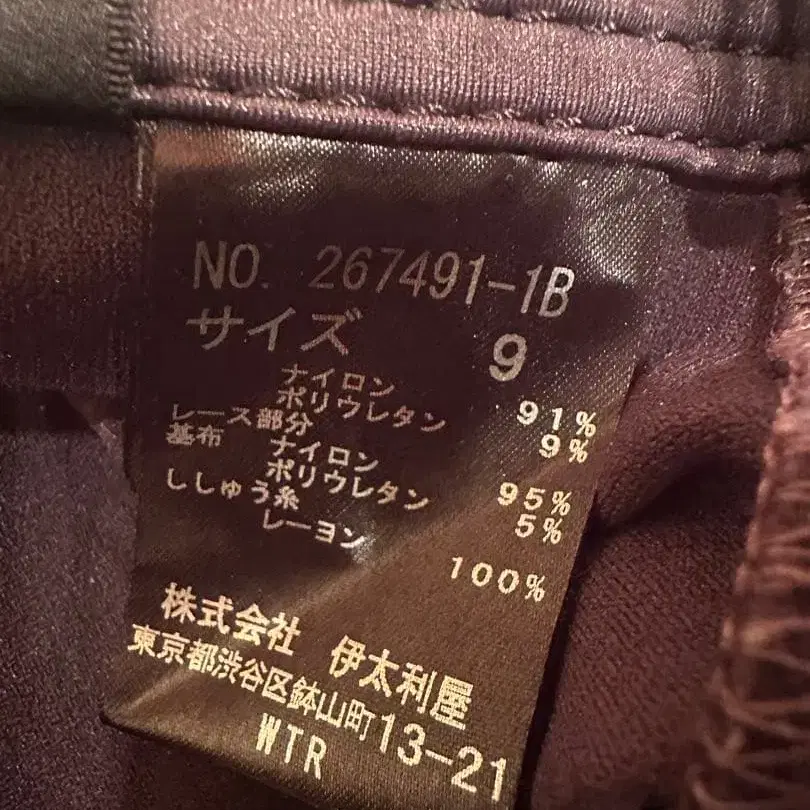 NO. 267491-1B
サイズ 9
ナイロン 91%
ポリウレタン 9%
レース部分
基布 ナイロン 95%
ポリウレタン 5%
ししゅう糸
レーヨン 100%
株式会社 伊太利屋
東京都渋谷区鉢山町13-21
WTR